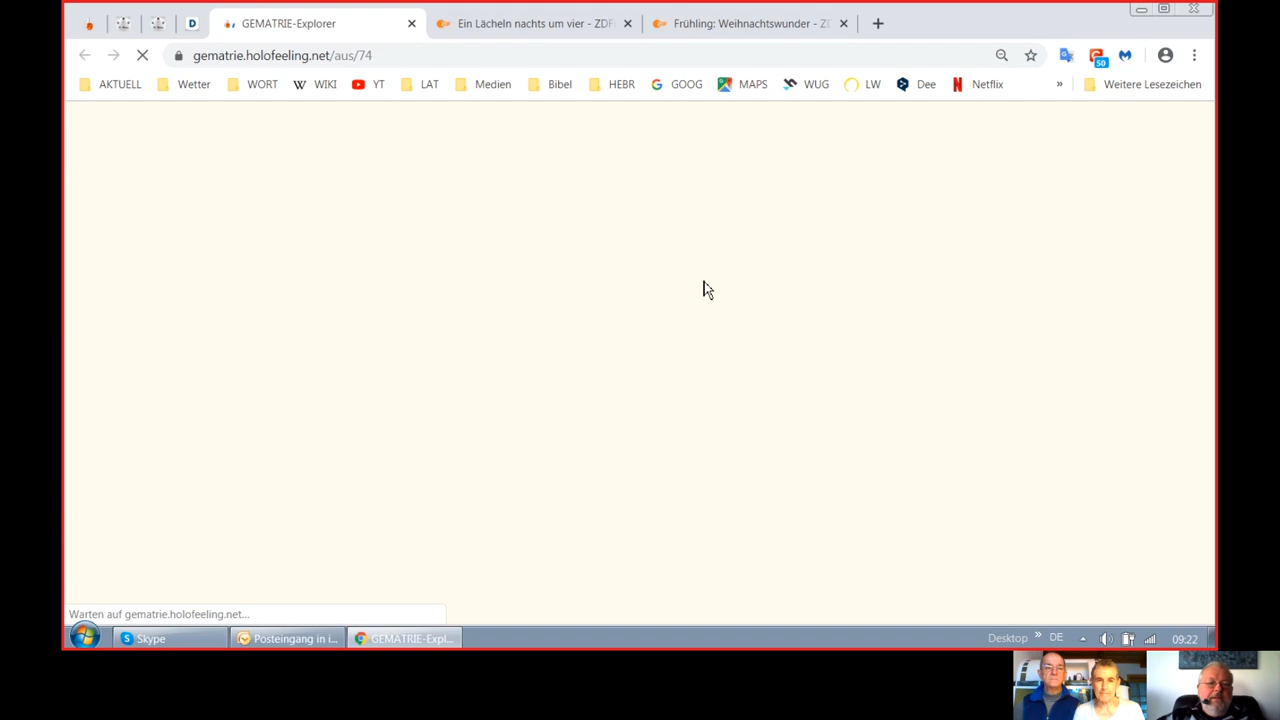 GEMATRIE-Explorer
Ein Lächeln nachts um vier - ZDF
Frühling: Weihnachtswunder - ZD
gematrie.holofeeling.net/aus/74
50
AKTUELL Wetter WORT WIKI YT LAT Medien Bibel HEBR GOOG MAPS WUG LW Dee Netflix » Weitere Lesezeichen
Warten auf gematrie.holofeeling.net...
Skype Posteingang in i... GEMATRIE-Expl... Desktop » DE 09:22